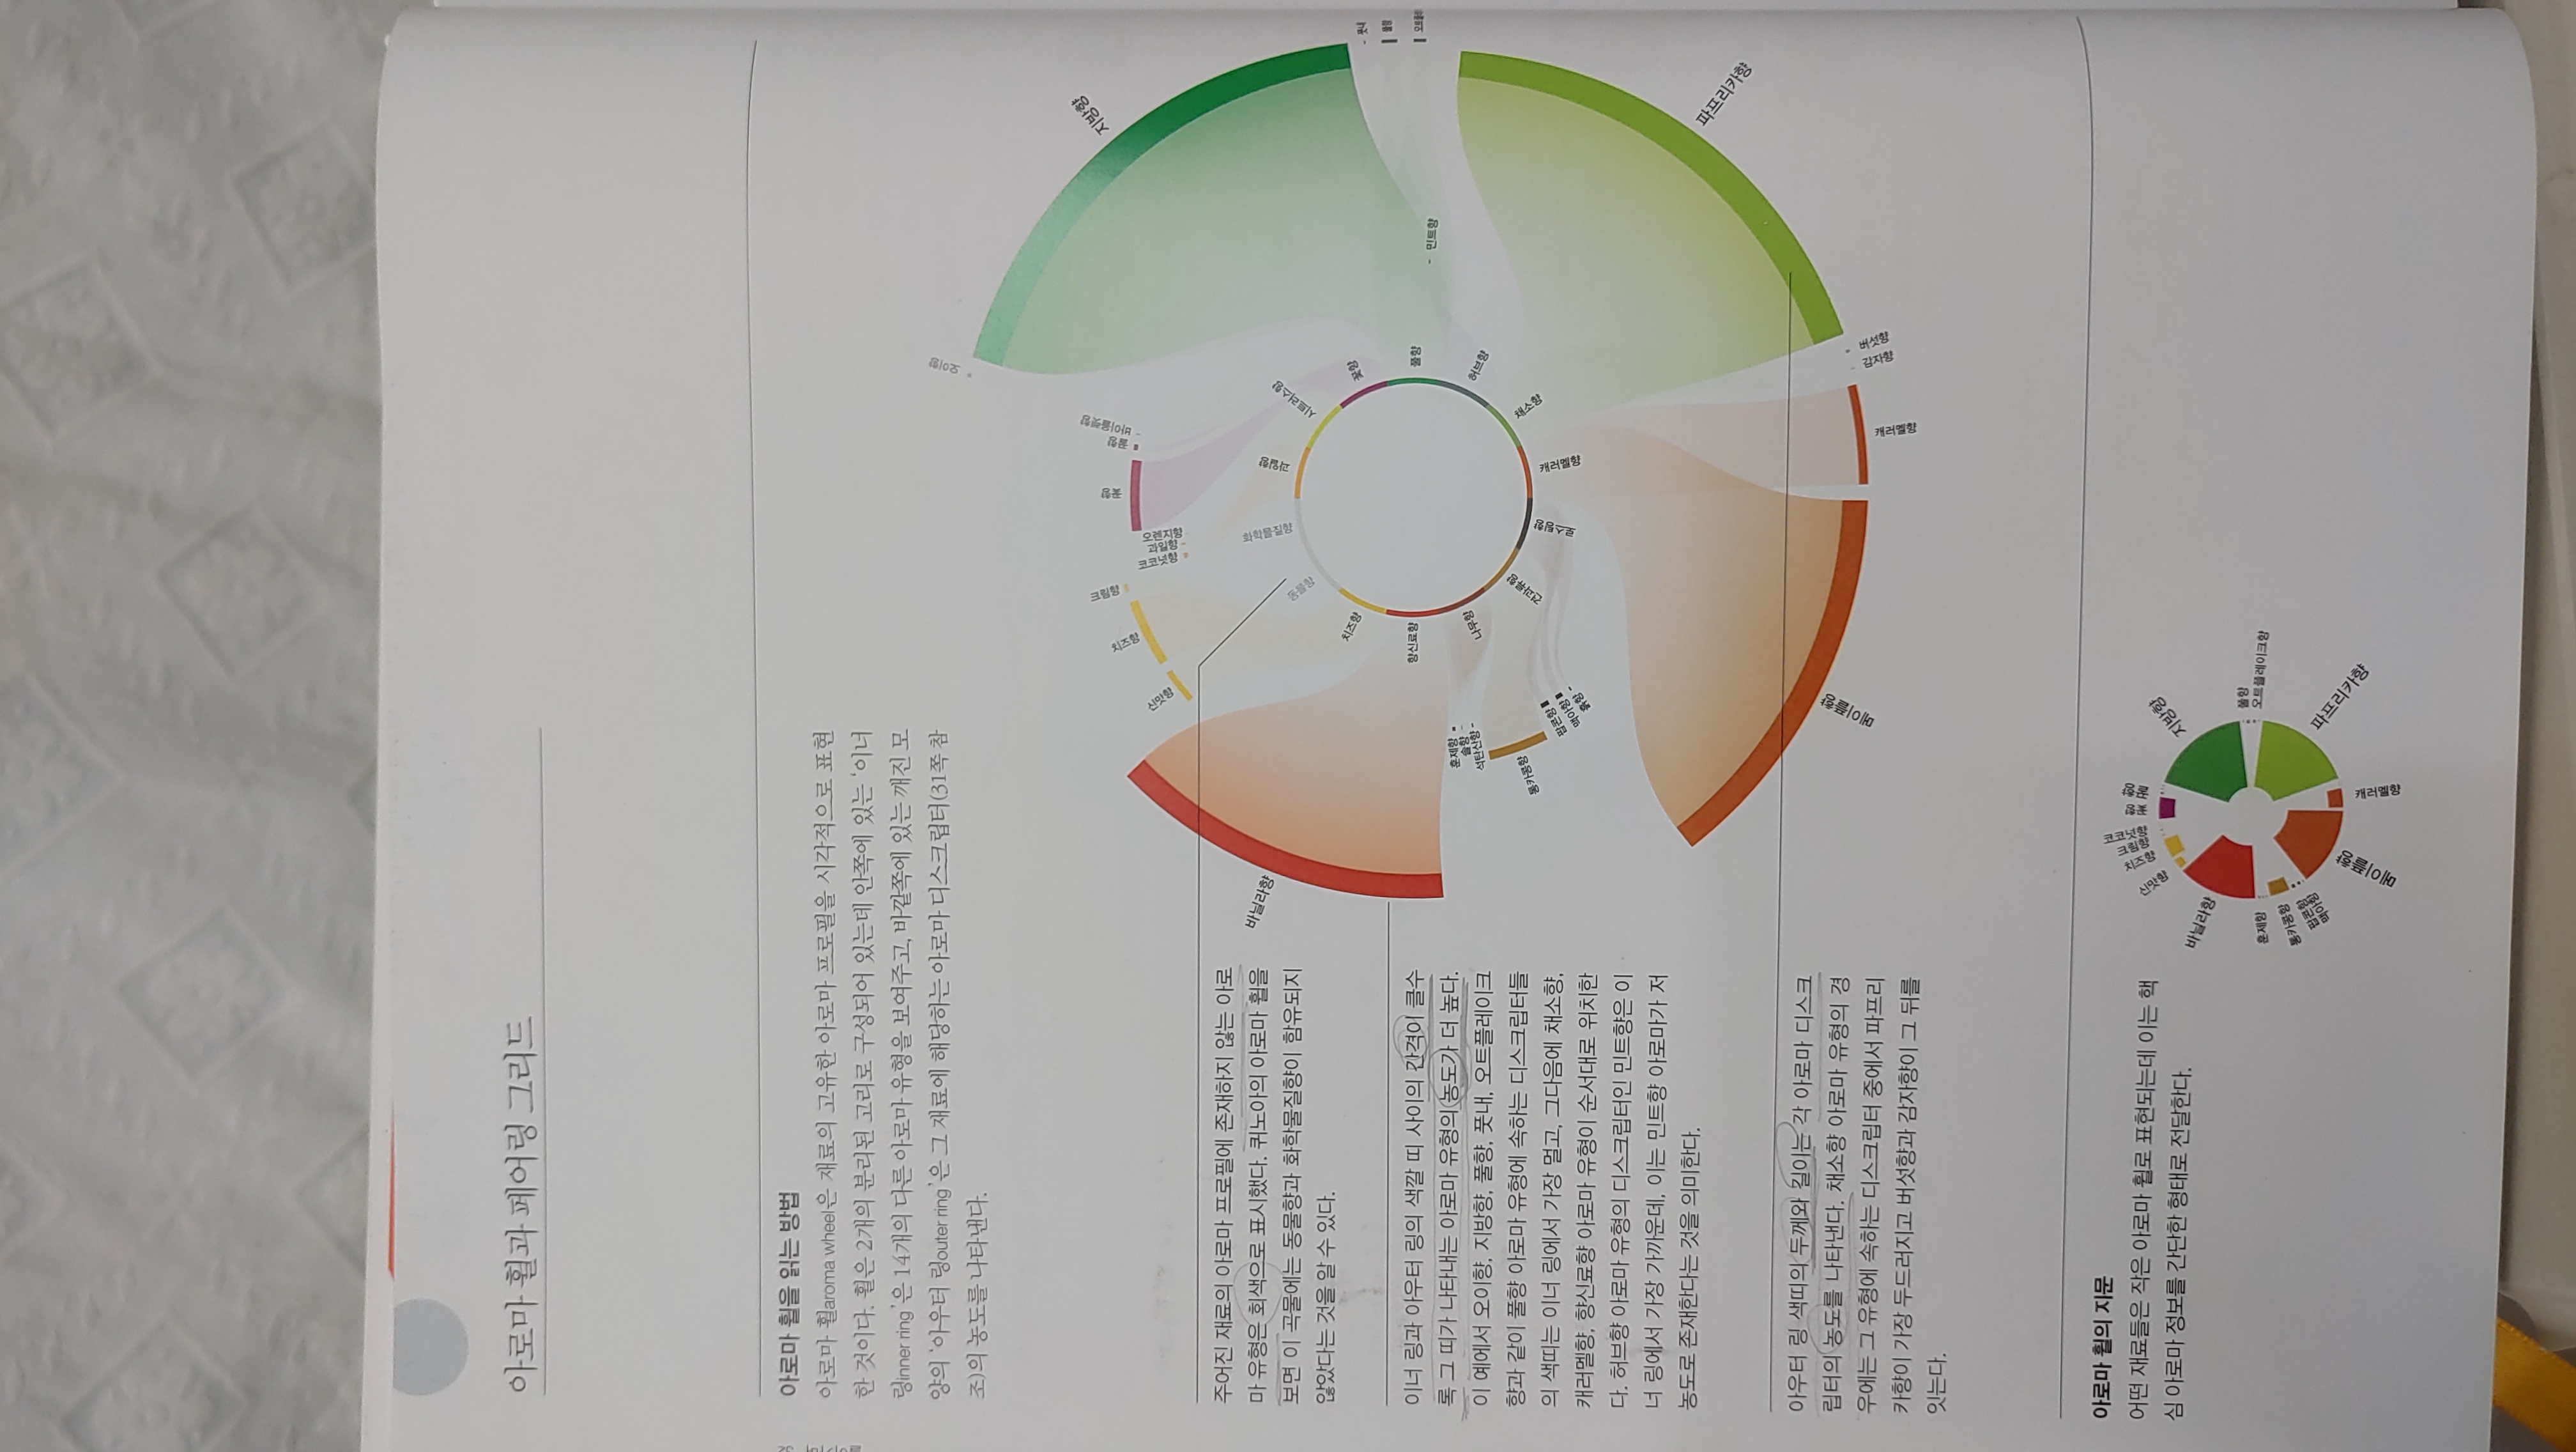 아로마 휠과 페어링 그리드
아로마 휠을 읽는 방법
아로마 휠aroma wheel은 재료의 고유한 아로마 프로필을 시각적으로 표현
한 것이다. 휠은 2개의 분리된 고리로 구성되어 있는데 안쪽에 있는 ‘이너
링inner ring’은 14개의 다른 아로마 유형을 보여주고, 바깥쪽에 있는 깨진 모
양의 ‘아우터 링outer ring’은 그 재료에 해당하는 아로마 디스크립터(31쪽 참
조)의 농도를 나타낸다.
주어진 재료의 아로마 프로필에 존재하지 않는 아로
마 유형은 회색으로 표시했다. 퀴노아의 아로마 휠을
보면 이 곡물에는 동물향과 화학물질향이 함유되지
않았다는 것을 알 수 있다.
이너 링과 아우터 링의 색깔 띠 사이의 간격이 클수
록 그 띠가 나타내는 아로마 유형의 농도가 더 높다.
이 예에서 오이향, 지방향, 풀향, 풋내, 오트플레이크
향과 같이 풀향 아로마 유형에 속하는 디스크립터들
의 색띠는 이너 링에서 가장 멀고, 그다음에 채소향,
캐러멜향, 향신료향 아로마 유형이 순서대로 위치한
다. 허브향 아로마 유형의 디스크립터인 민트향은 이
너 링에서 가장 가까운데, 이는 민트향 아로마가 저
농도로 존재한다는 것을 의미한다.
아우터 링 색띠의 두께와 길이는 각 아로마 디스크
립터의 농도를 나타낸다. 채소향 아로마 유형의 경
우에는 그 유형에 속하는 디스크립터 중에서 파프리
카향이 가장 두드러지고 버섯향과 감자향이 그 뒤를
잇는다.
오이향
지방향
풋내
풀향
민트향
파프리카향
버섯향
감자향
캐러멜향
메이플향
흙향
맥아향
팝콘향
통카콩향
석탄산향
솔향
훈제향
바닐라향
신맛향
치즈향
크림향
코코넛향
과일향
오렌지향
꽃향
꿀향
바이올렛향
화학물질향
과일향
시트러스향
꽃향
풀향
허브향
채소향
캐러멜향
로스팅향
견과류향
나무향
향신료향
치즈향
동물향
아로마 휠의 지문
어떤 재료들은 작은 아로마 휠로 표현되는데 이는 핵
심 아로마 정보를 간단한 형태로 전달한다.
신맛향
치즈향
크림향
코코넛향
꽃향
꿀향
지방향
풀향
오트플레이크향
파프리카향
캐러멜향
메이플향
맥아향
팝콘향
통카콩향
훈제향
바닐라향